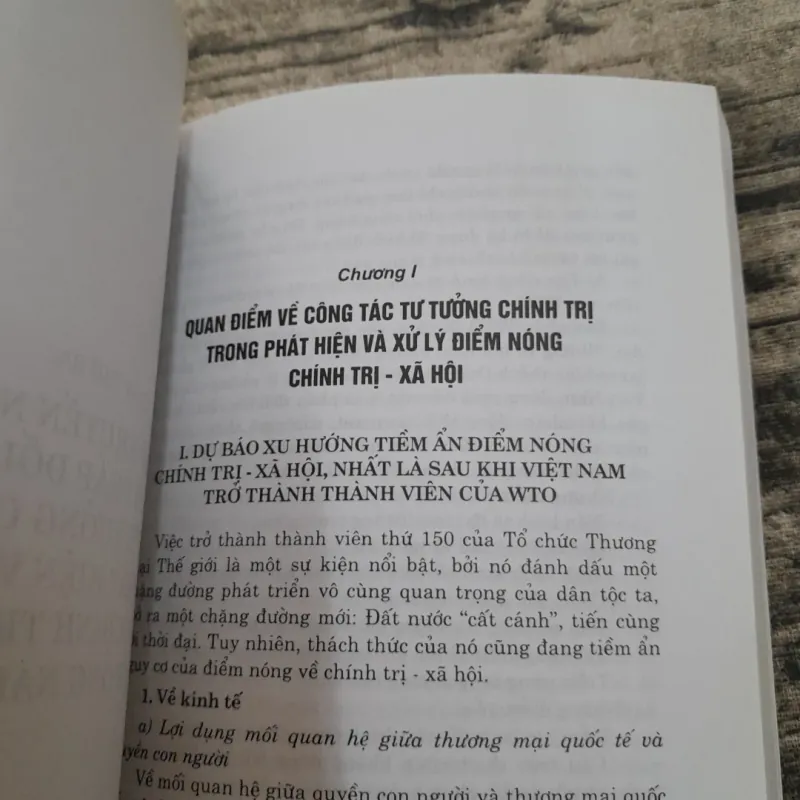 Chương I
QUAN ĐIỂM VỀ CÔNG TÁC TƯ TƯỞNG CHÍNH TRỊ
TRONG PHÁT HIỆN VÀ XỬ LÝ ĐIỂM NÓNG
CHÍNH TRỊ - XÃ HỘI
I. DỰ BÁO XU HƯỚNG TIỀM ẨN ĐIỂM NÓNG
CHÍNH TRỊ - XÃ HỘI, NHẤT LÀ SAU KHI VIỆT NAM
TRỞ THÀNH THÀNH VIÊN CỦA WTO
Việc trở thành thành viên thứ 150 của Tổ chức Thương
ại Thế giới là một sự kiện nổi bật, bởi nó đánh dấu một
ặng đường phát triển vô cùng quan trọng của dân tộc ta,
ra một chặng đường mới: Đất nước “cất cánh”, tiến cùng
thời đại. Tuy nhiên, thách thức của nó cũng đang tiềm ẩn
uy cơ của điểm nóng về chính trị - xã hội.
1. Về kinh tế
a) Lợi dụng mối quan hệ giữa thương mại quốc tế và
yền con người
Về mối quan hệ giữa quyền con người và thương mại quốc